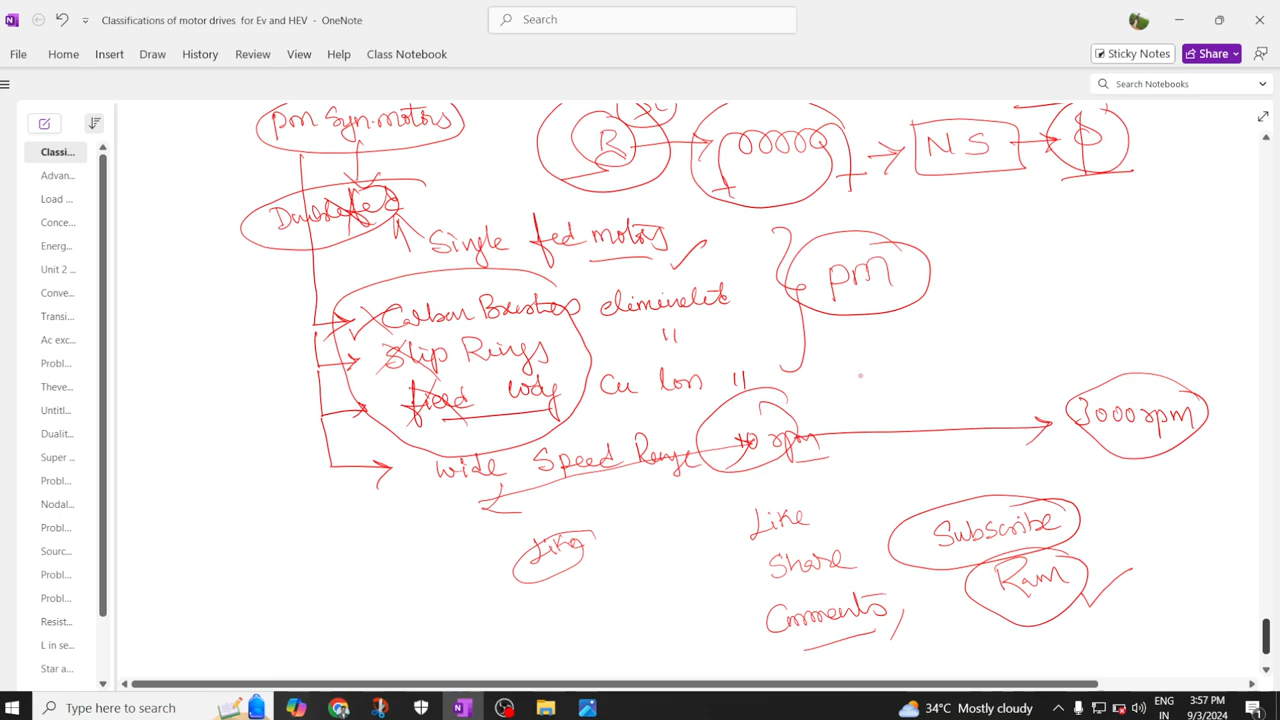 Classifications of motor drives  for Ev and HEV  -  OneNote
Search
File Home Insert Draw History Review View Help Class Notebook
Sticky Notes Share
Search Notebooks
Classi...
Advan...
Load ...
Conce...
Energ...
Unit 2 ...
Conve...
Transi...
Ac exc...
Probl...
Theve...
Untitl...
Dualit...
Super ...
Probl...
Nodal...
Probl...
Sourc...
Probl...
Probl...
Resist...
L in se...
Star a...
pm Syn.motors
R
NS
Φ
Single fed motors
pm
Carbon Brushes eliminated
Slip Rings "
field wdg Cu loss "
wide Speed Range 10 rpm 3000rpm
Like
Like
Share
Comments
Subscribe
Ram
Type here to search
34°C Mostly cloudy
ENG
IN
3:57 PM
9/3/2024